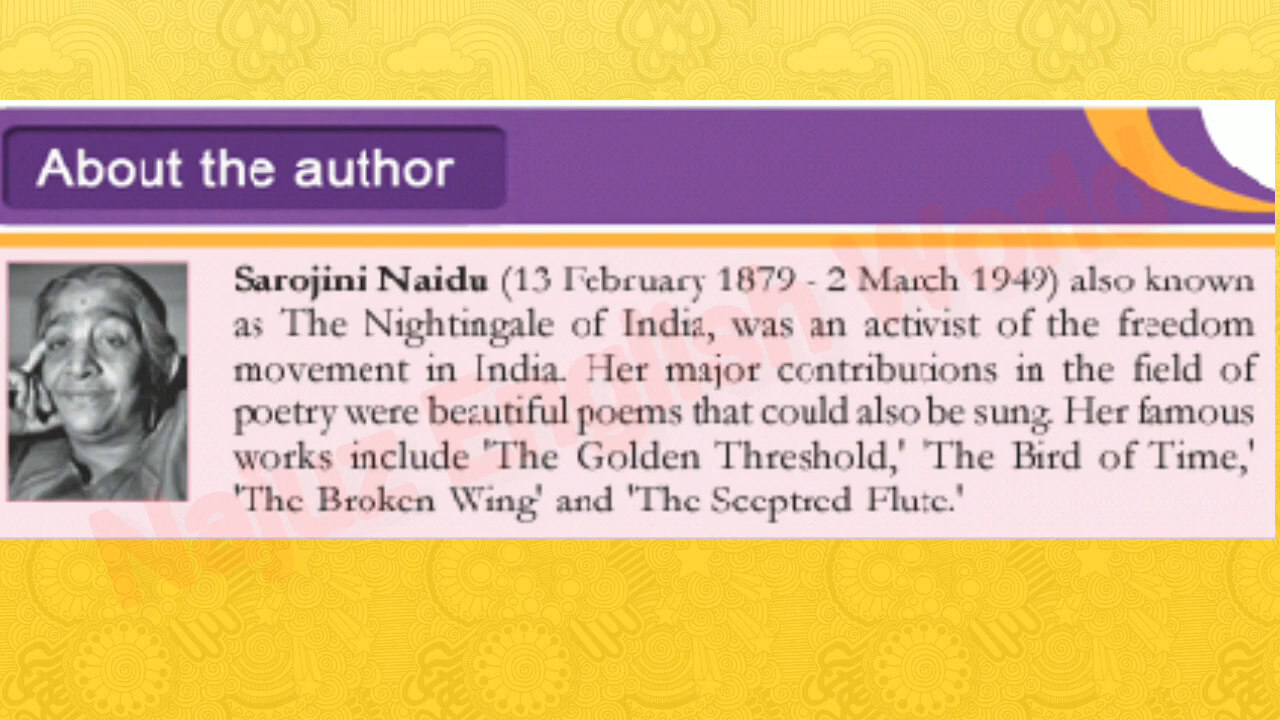 About the author
Sarojini Naidu (13 February 1879 - 2 March 1949) also known
as The Nightingale of India, was an activist of the freedom
movement in India. Her major contributions in the field of
poetry were beautiful poems that could also be sung. Her famous
works include 'The Golden Threshold,' 'The Bird of Time,'
'The Broken Wing' and 'The Sceptred Flute.'
Najuz English World